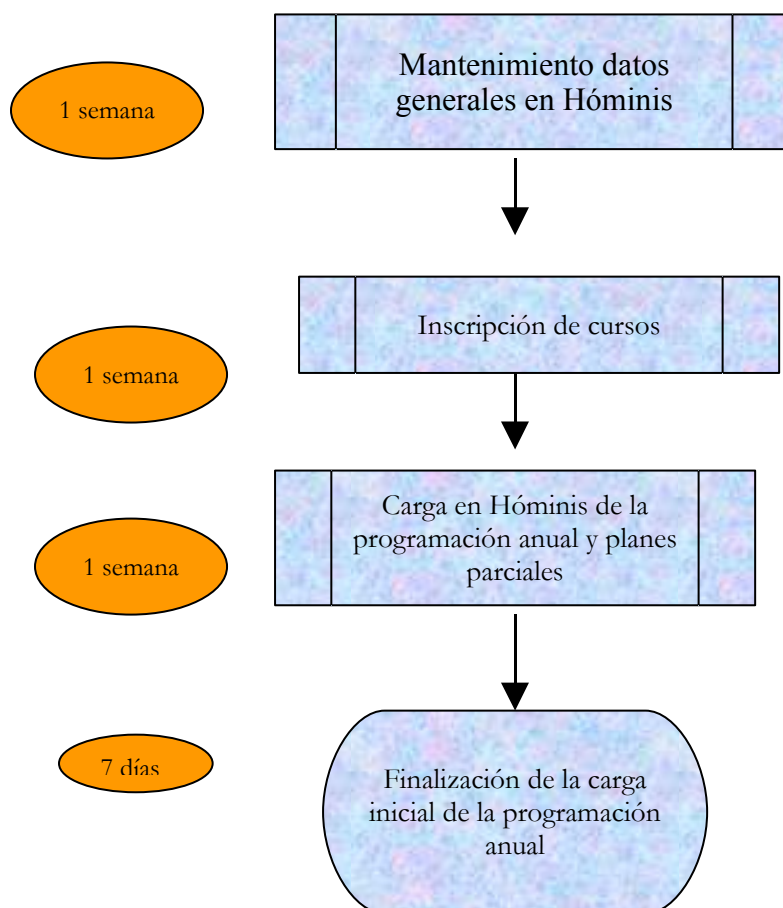 1 semana
Mantenimiento datos
generales en Hóminis
1 semana
Inscripción de cursos
1 semana
Carga en Hóminis de la
programación anual y planes
parciales
7 días
Finalización de la carga
inicial de la programación
anual